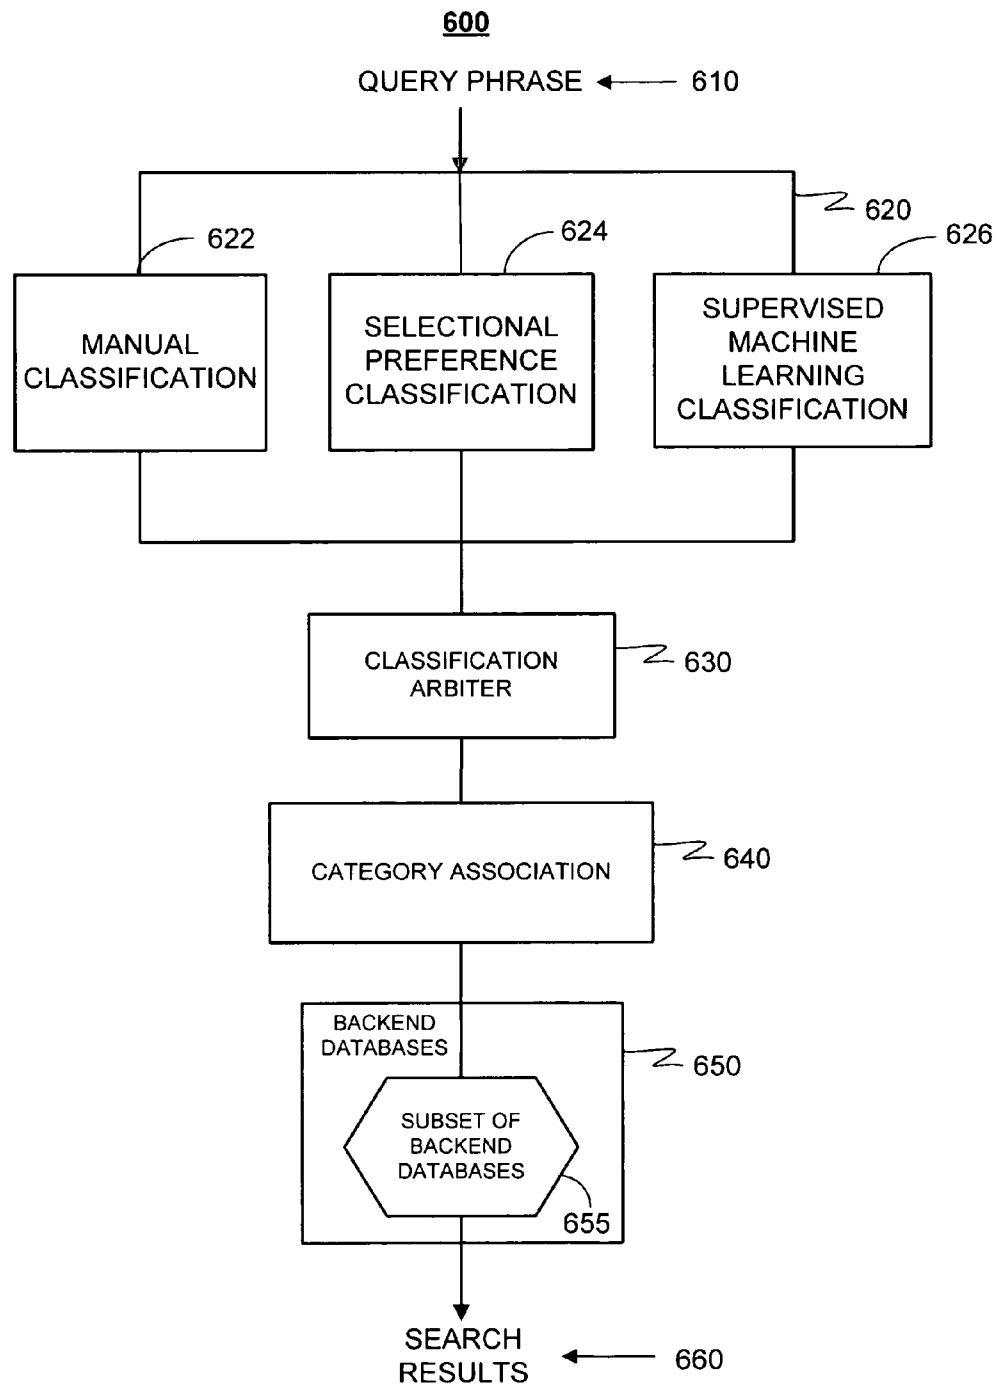 600
QUERY PHRASE
610
620
622
624
626
MANUAL
CLASSIFICATION
SELECTIONAL
PREFERENCE
CLASSIFICATION
SUPERVISED
MACHINE
LEARNING
CLASSIFICATION
CLASSIFICATION
ARBITER
630
CATEGORY ASSOCIATION
640
BACKEND
DATABASES
650
SUBSET OF
BACKEND
DATABASES
655
SEARCH
RESULTS
660